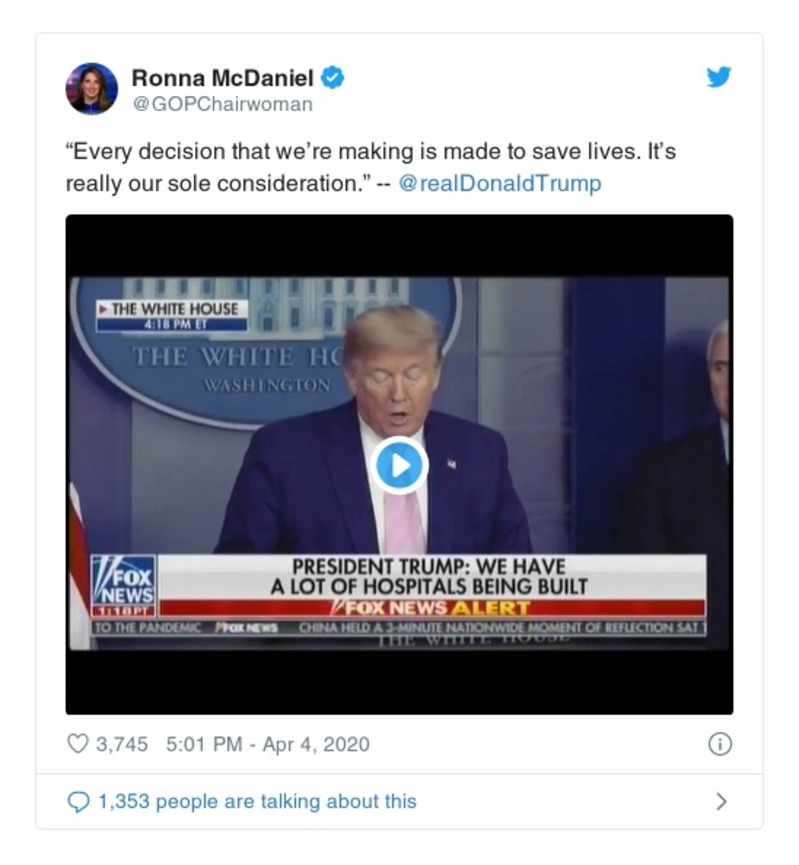 Ronna McDaniel
@GOPChairwoman
“Every decision that we’re making is made to save lives. It’s
really our sole consideration.” -- @realDonaldTrump
THE WHITE HOUSE
4:18 PM ET
THE WHITE HO
WASHINGTON
PRESIDENT TRUMP: WE HAVE
A LOT OF HOSPITALS BEING BUILT
FOX
NEWS
FOX NEWS ALERT
1:18 PT
TO THE PANDEMIC FOX NEWS CHINA HELD A 3-MINUTE NATIONWIDE MOMENT OF REFLECTION SAT
THE WHITE HOUSE
3,745 5:01 PM - Apr 4, 2020
1,353 people are talking about this